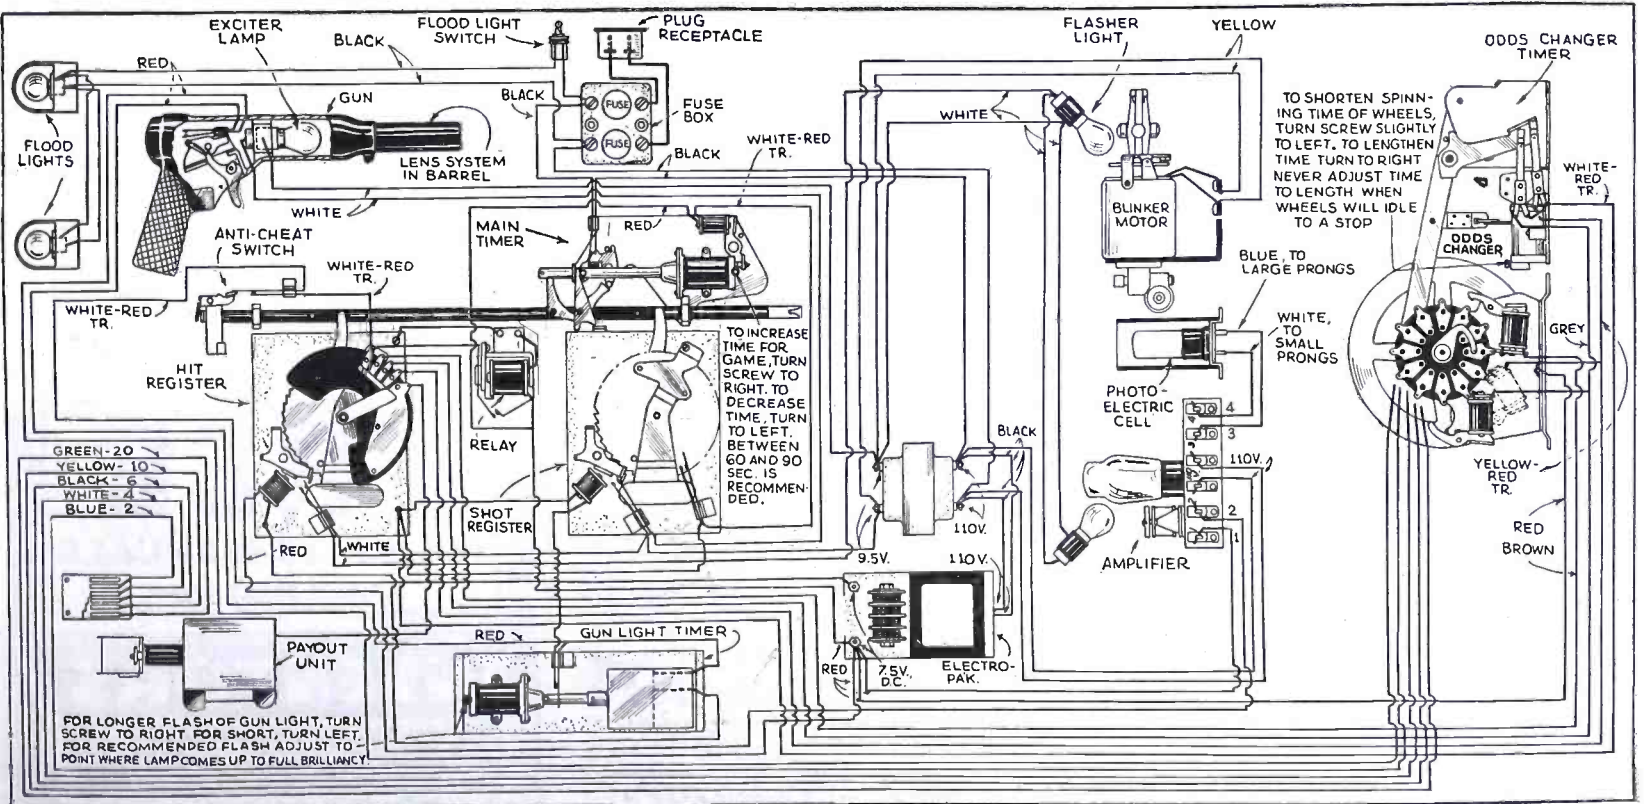 EXCITER
LAMP
BLACK
RED
GUN
FLOOD LIGHT
SWITCH
PLUG
RECEPTACLE
FLASHER
LIGHT
YELLOW
ODDS CHANGER
TIMER
FLOOD
LIGHTS
LENS SYSTEM
IN BARREL
BLACK
FUSE
FUSE
FUSE
BOX
BLACK
WHITE-RED
TR.
WHITE
BLINKER
MOTOR
TO SHORTEN SPIN-
ING TIME OF WHEELS,
TURN SCREW SLIGHTLY
TO LEFT. TO LENGTHEN
TIME TURN TO RIGHT
NEVER ADJUST TIME
TO LENGTH WHEN
WHEELS WILL IDLE
TO A STOP
WHITE-
RED
TR.
ODDS
CHANGER
WHITE
ANTI-CHEAT
SWITCH
WHITE-RED
TR.
WHITE-RED
TR.
MAIN
TIMER
RED
BLUE, TO
LARGE PRONGS
WHITE,
TO
SMALL
PRONGS
GREY
HIT
REGISTER
RELAY
TO INCREASE
TIME FOR
GAME, TURN
SCREW TO
RIGHT. TO
DECREASE
TIME, TURN
TO LEFT.
BETWEEN
60 AND 90
SEC. IS
RECOMMEN-
DED.
PHOTO-
ELECTRIC
CELL
4
3
110V.
2
1
BLACK
GREEN-20
YELLOW-10
BLACK-6
WHITE-4
BLUE-2
SHOT
REGISTER
RED
WHITE
9.5V.
110V.
110V.
AMPLIFIER
YELLOW-
RED
TR.
RED
BROWN
PAYOUT
UNIT
RED
GUN LIGHT TIMER
RED
7.5V.
D.C.
ELECTRO-
PAK.
FOR LONGER FLASH OF GUN LIGHT, TURN
SCREW TO RIGHT FOR SHORT, TURN LEFT.
FOR RECOMMENDED FLASH ADJUST TO
POINT WHERE LAMP COMES UP TO FULL BRILLIANCY